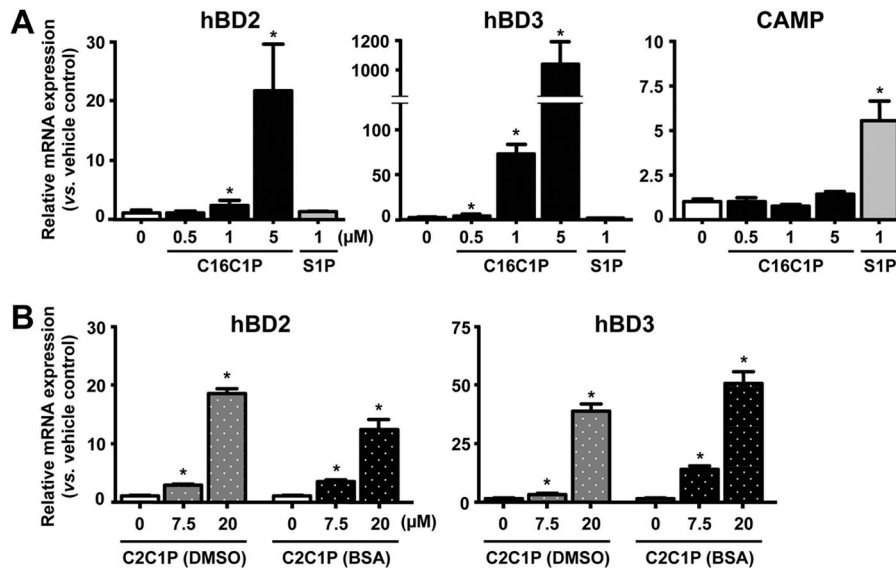 A
hBD2
hBD3
CAMP
Relative mRNA expression
(vs. vehicle control)
30
20
10
0
*
*
0 0.5 1 5 1 (µM)
C16C1P S1P
1200
1000
100
50
0
*
*
*
0 0.5 1 5 1
C16C1P S1P
10
7.5
5
2.5
0
*
0 0.5 1 5 1
C16C1P S1P
B
hBD2
hBD3
Relative mRNA expression
(vs. vehicle control)
30
20
10
0
*
*
*
*
0 7.5 20 0 7.5 20 (µM)
C2C1P (DMSO) C2C1P (BSA)
75
50
25
0
*
*
*
*
0 7.5 20 0 7.5 20
C2C1P (DMSO) C2C1P (BSA)